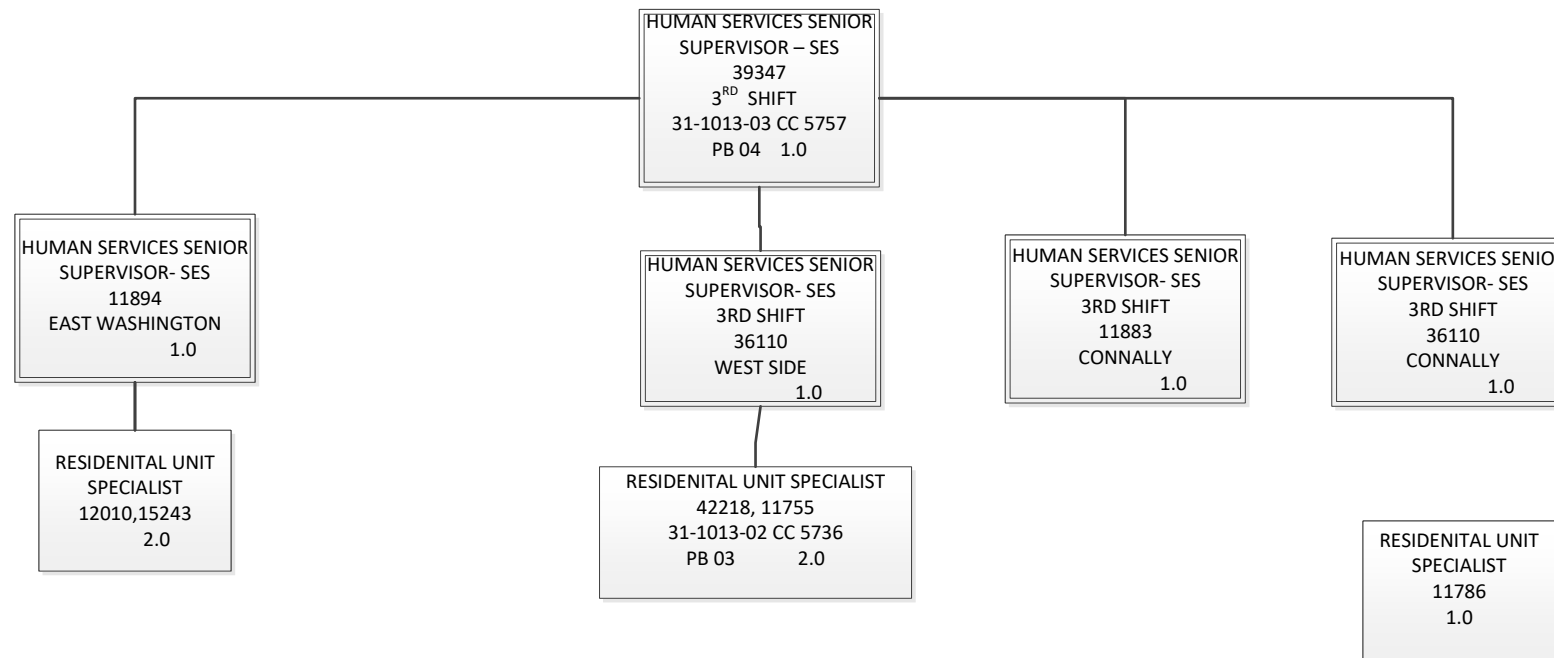 HUMAN SERVICES SENIOR
SUPERVISOR – SES
39347
3RD SHIFT
31-1013-03 CC 5757
PB 04 1.0
HUMAN SERVICES SENIOR
SUPERVISOR- SES
11894
EAST WASHINGTON
1.0
HUMAN SERVICES SENIOR
SUPERVISOR- SES
3RD SHIFT
36110
WEST SIDE
1.0
HUMAN SERVICES SENIOR
SUPERVISOR- SES
3RD SHIFT
11883
CONNALLY
1.0
HUMAN SERVICES SENIO
SUPERVISOR- SES
3RD SHIFT
36110
CONNALLY
1.0
RESIDENITAL UNIT
SPECIALIST
12010,15243
2.0
RESIDENITAL UNIT SPECIALIST
42218, 11755
31-1013-02 CC 5736
PB 03 2.0
RESIDENITAL UNIT
SPECIALIST
11786
1.0